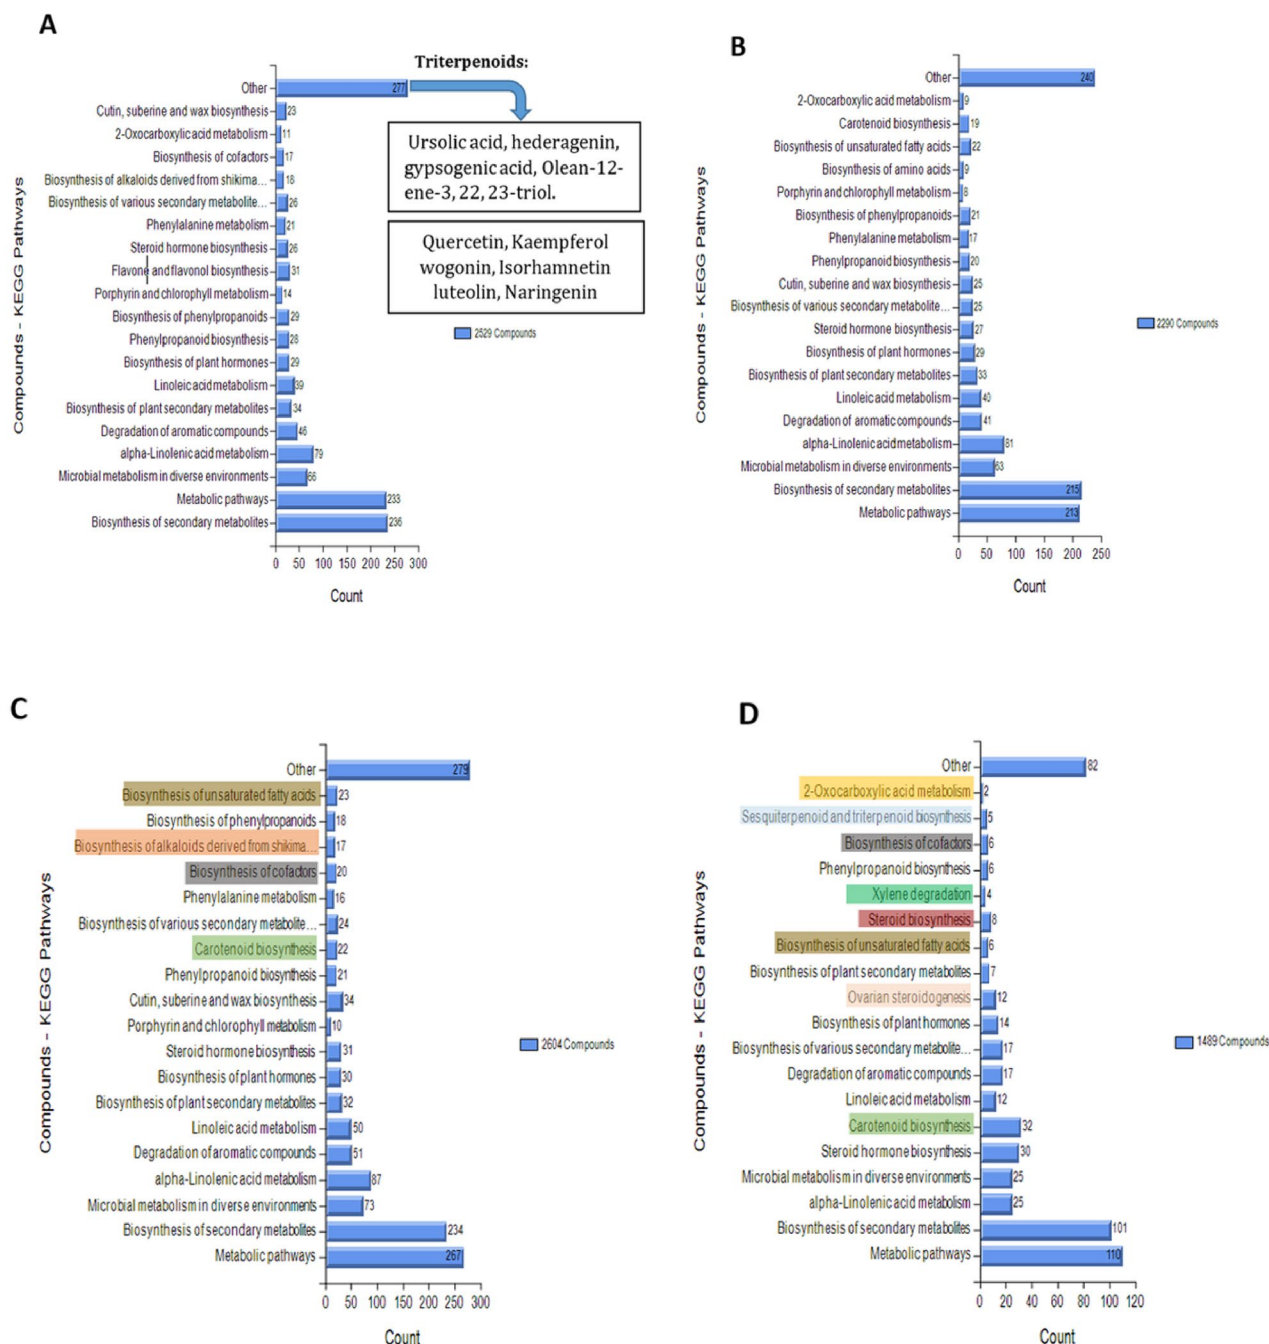 A
Triterpenoids:
Other 277
Cutin, suberine and wax biosynthesis 23
2-Oxocarboxylic acid metabolism 11
Biosynthesis of cofactors 17
Biosynthesis of alkaloids derived from shikima... 18
Biosynthesis of various secondary metabolite... 26
Phenylalanine metabolism 21
Steroid hormone biosynthesis 26
Flavone and flavonol biosynthesis 31
Porphyrin and chlorophyll metabolism 14
Biosynthesis of phenylpropanoids 29
Phenylpropanoid biosynthesis 28
Biosynthesis of plant hormones 29
Linoleic acid metabolism 39
Biosynthesis of plant secondary metabolites 34
Degradation of aromatic compounds 46
alpha-Linolenic acid metabolism 79
Microbial metabolism in diverse environments 66
Metabolic pathways 233
Biosynthesis of secondary metabolites 236
0 50 100 150 200 250 300
Count
Compounds - KEGG Pathways
Ursolic acid, hederagenin,
gypsogenic acid, Olean-12-
ene-3, 22, 23-triol.
Quercetin, Kaempferol
wogonin, Isorhamnetin
luteolin, Naringenin
2529 Compounds
B
Other 240
2-Oxocarboxylic acid metabolism 9
Carotenoid biosynthesis 19
Biosynthesis of unsaturated fatty acids 22
Biosynthesis of amino acids 9
Porphyrin and chlorophyll metabolism 8
Biosynthesis of phenylpropanoids 21
Phenylalanine metabolism 17
Phenylpropanoid biosynthesis 20
Cutin, suberine and wax biosynthesis 25
Biosynthesis of various secondary metabolite... 25
Steroid hormone biosynthesis 27
Biosynthesis of plant hormones 29
Biosynthesis of plant secondary metabolites 33
Linoleic acid metabolism 40
Degradation of aromatic compounds 41
alpha-Linolenic acid metabolism 81
Microbial metabolism in diverse environments 63
Biosynthesis of secondary metabolites 215
Metabolic pathways 213
0 50 100 150 200 250
Count
Compounds - KEGG Pathways
2290 Compounds
C
Other 279
Biosynthesis of unsaturated fatty acids 23
Biosynthesis of phenylpropanoids 18
Biosynthesis of alkaloids derived from shikima... 17
Biosynthesis of cofactors 20
Phenylalanine metabolism 16
Biosynthesis of various secondary metabolite... 24
Carotenoid biosynthesis 22
Phenylpropanoid biosynthesis 21
Cutin, suberine and wax biosynthesis 34
Porphyrin and chlorophyll metabolism 10
Steroid hormone biosynthesis 31
Biosynthesis of plant hormones 30
Biosynthesis of plant secondary metabolites 32
Linoleic acid metabolism 50
Degradation of aromatic compounds 51
alpha-Linolenic acid metabolism 87
Microbial metabolism in diverse environments 73
Biosynthesis of secondary metabolites 234
Metabolic pathways 267
0 50 100 150 200 250 300
Count
Compounds - KEGG Pathways
2604 Compounds
D
Other 82
2-Oxocarboxylic acid metabolism 2
Sesquiterpenoid and triterpenoid biosynthesis 5
Biosynthesis of cofactors 6
Phenylpropanoid biosynthesis 6
Xylene degradation 4
Steroid biosynthesis 8
Biosynthesis of unsaturated fatty acids 6
Biosynthesis of plant secondary metabolites 7
Ovarian steroidogenesis 12
Biosynthesis of plant hormones 14
Biosynthesis of various secondary metabolite... 17
Degradation of aromatic compounds 17
Linoleic acid metabolism 12
Carotenoid biosynthesis 32
Steroid hormone biosynthesis 30
Microbial metabolism in diverse environments 25
alpha-Linolenic acid metabolism 25
Biosynthesis of secondary metabolites 101
Metabolic pathways 110
0 20 40 60 80 100 120
Count
Compounds - KEGG Pathways
1489 Compounds